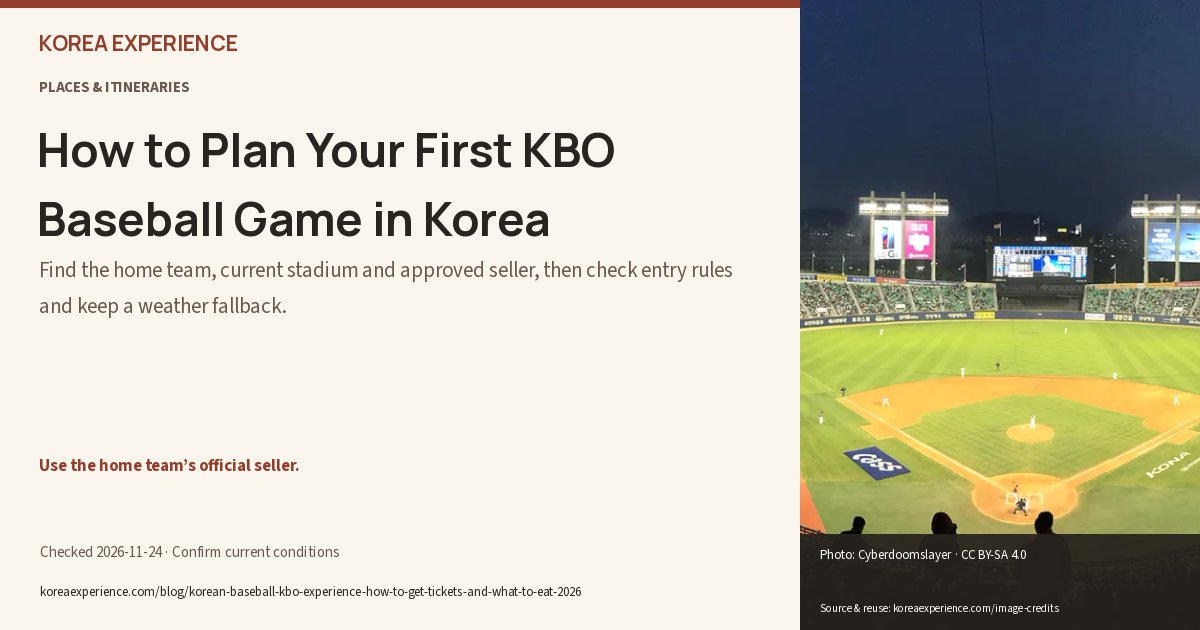 KOREA EXPERIENCE
PLACES & ITINERARIES
How to Plan Your First KBO
Baseball Game in Korea
Find the home team, current stadium and approved seller, then check entry rules
and keep a weather fallback.
Use the home team’s official seller.
Checked 2026-11-24 · Confirm current conditions
koreaexperience.com/blog/korean-baseball-kbo-experience-how-to-get-tickets-and-what-to-eat-2026
DESCENTE
cass
KONA
Photo: Cyberdoomslayer · CC BY-SA 4.0
Source & reuse: koreaexperience.com/image-credits